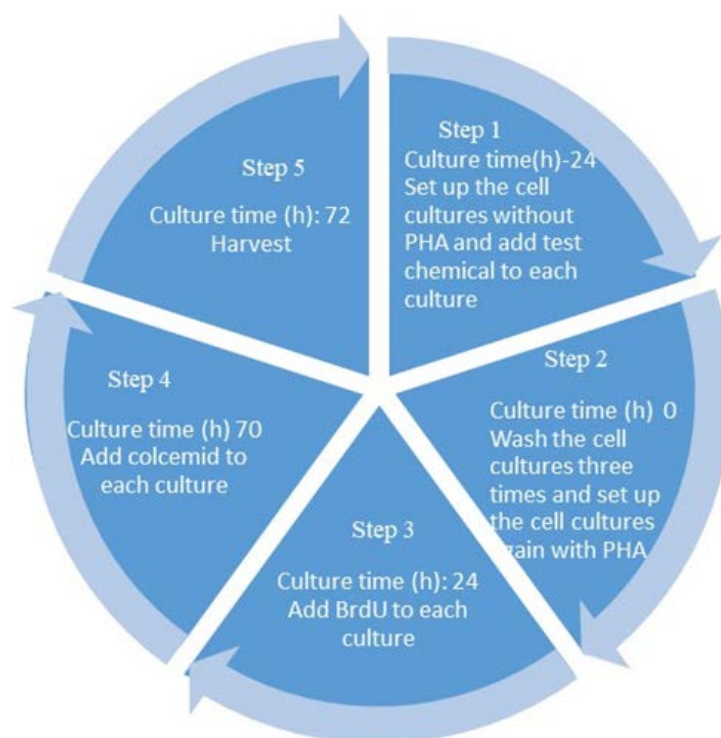 Step 1
Culture time(h)-24
Set up the cell
cultures without
PHA and add test
chemical to each
culture
Step 2
Culture time (h) 0
Wash the cell
cultures three
times and set up
the cell cultures
again with PHA
Step 3
Culture time (h): 24
Add BrdU to each
culture
Step 4
Culture time (h) 70
Add colcemid to
each culture
Step 5
Culture time (h): 72
Harvest